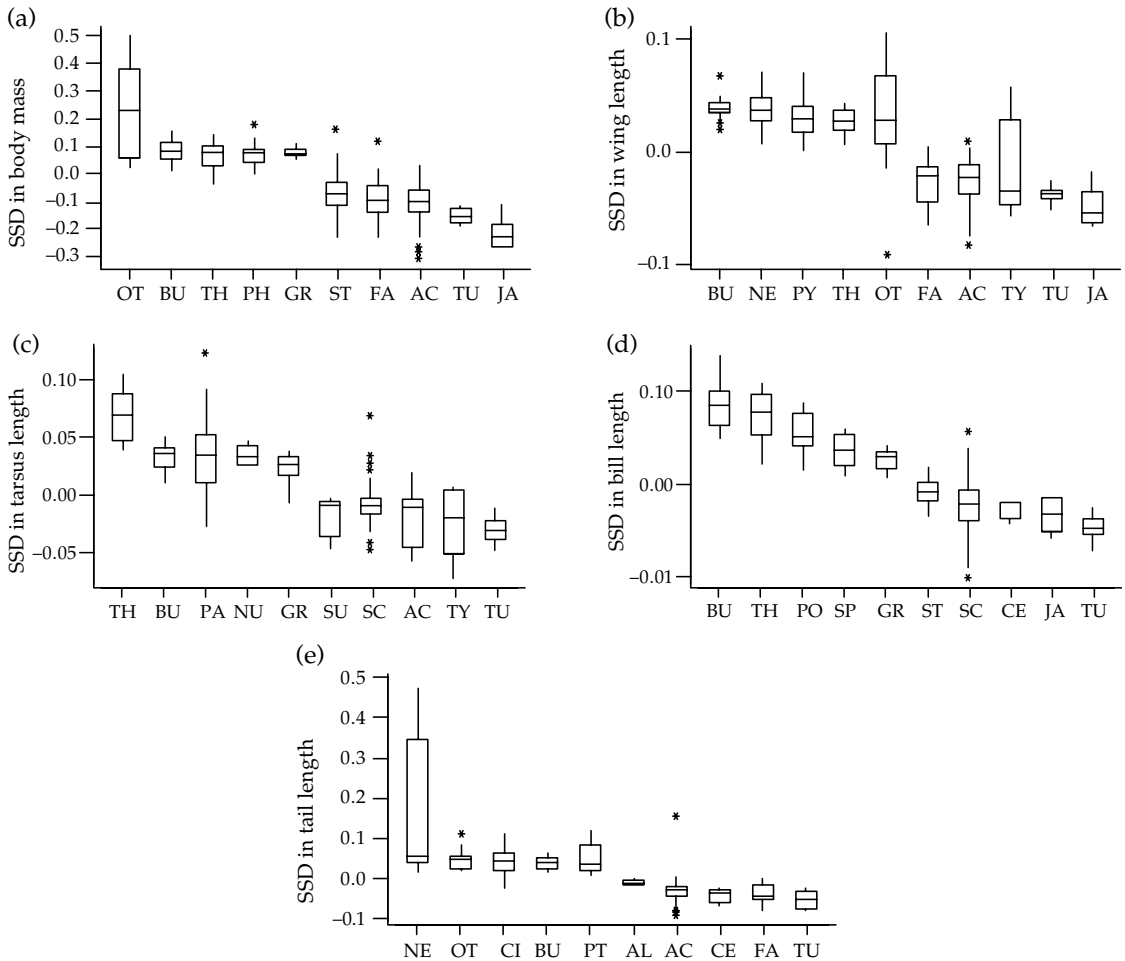 (a)
SSD in body mass
0.5
0.4
0.3
0.2
0.1
0.0
–0.1
–0.2
–0.3
OT BU TH PH GR ST FA AC TU JA
(b)
SSD in wing length
0.1
0.0
–0.1
BU NE PY TH OT FA AC TY TU JA
(c)
SSD in tarsus length
0.10
0.05
0.00
–0.05
TH BU PA NU GR SU SC AC TY TU
(d)
SSD in bill length
0.10
0.00
–0.01
BU TH PO SP GR ST SC CE JA TU
(e)
SSD in tail length
0.5
0.4
0.3
0.2
0.1
0.0
–0.1
NE OT CI BU PT AL AC CE FA TU